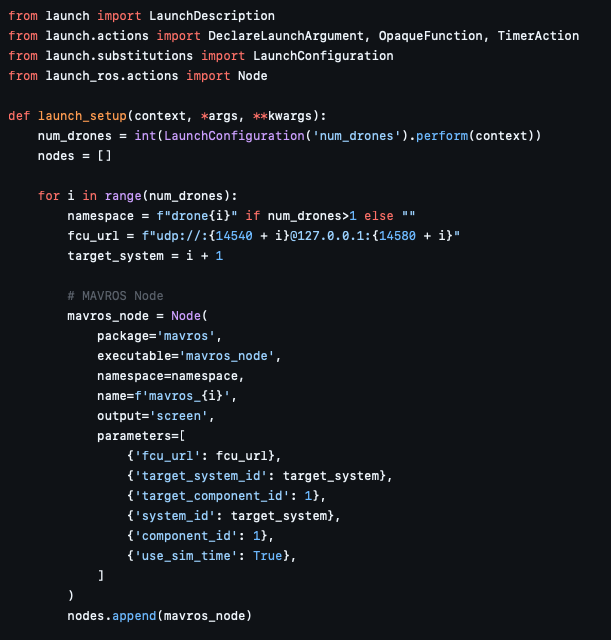 from launch import LaunchDescription
from launch.actions import DeclareLaunchArgument, OpaqueFunction, TimerAction
from launch.substitutions import LaunchConfiguration
from launch_ros.actions import Node

def launch_setup(context, *args, **kwargs):
    num_drones = int(LaunchConfiguration('num_drones').perform(context))
    nodes = []

    for i in range(num_drones):
        namespace = f"drone{i}" if num_drones>1 else ""
        fcu_url = f"udp://:{14540 + i}@127.0.0.1:{14580 + i}"
        target_system = i + 1

        # MAVROS Node
        mavros_node = Node(
            package='mavros',
            executable='mavros_node',
            namespace=namespace,
            name=f'mavros_{i}',
            output='screen',
            parameters=[
                {'fcu_url': fcu_url},
                {'target_system_id': target_system},
                {'target_component_id': 1},
                {'system_id': target_system},
                {'component_id': 1},
                {'use_sim_time': True},
            ]
        )
        nodes.append(mavros_node)